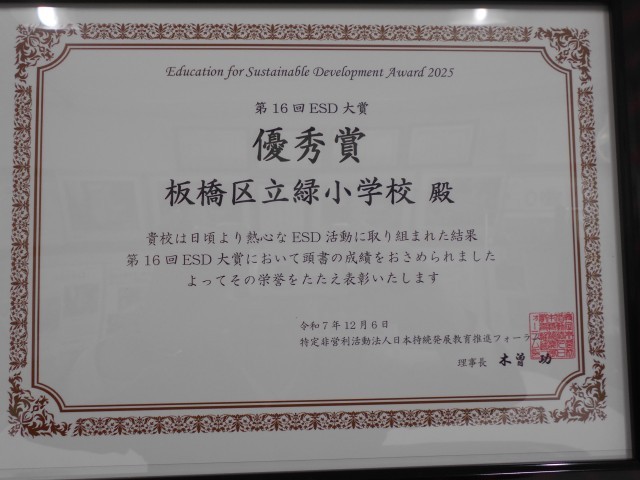 Education for Sustainable Development Award 2025
第16回ESD大賞
優秀賞
板橋区立緑小学校 殿
貴校は日頃より熱心なESD活動に取り組まれた結果
第16回ESD大賞において頭書の成績をおさめられました
よってその栄誉をたたえ表彰いたします
令和7年12月6日
特定非営利活動法人日本持続発展教育推進フォーラム
理事長 木曽 功